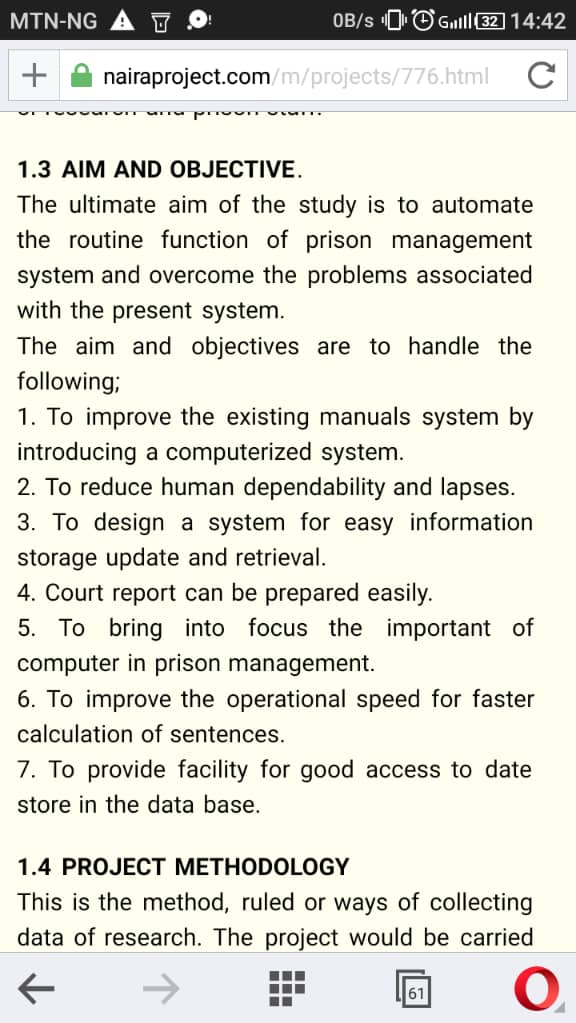 MTN-NG 0B/s G 32 14:42
nairaproject.com/m/projects/776.html
1.3 AIM AND OBJECTIVE.
The ultimate aim of the study is to automate
the routine function of prison management
system and overcome the problems associated
with the present system.
The aim and objectives are to handle the
following;
1. To improve the existing manuals system by
introducing a computerized system.
2. To reduce human dependability and lapses.
3. To design a system for easy information
storage update and retrieval.
4. Court report can be prepared easily.
5. To bring into focus the important of
computer in prison management.
6. To improve the operational speed for faster
calculation of sentences.
7. To provide facility for good access to date
store in the data base.
1.4 PROJECT METHODOLOGY
This is the method, ruled or ways of collecting
data of research. The project would be carried
61